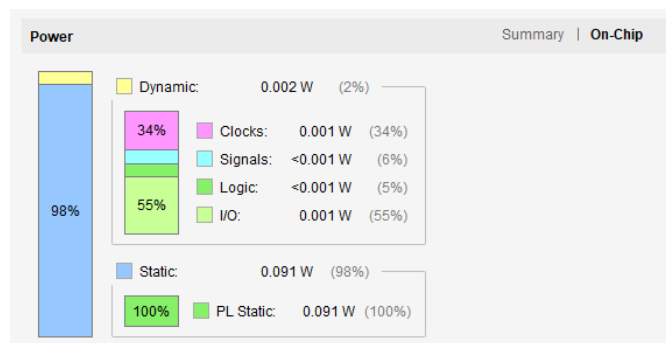 Power Summary | On-Chip
Dynamic: 0.002 W (2%)
34% Clocks: 0.001 W (34%)
Signals: <0.001 W (6%)
Logic: <0.001 W (5%)
55% I/O: 0.001 W (55%)
98%
Static: 0.091 W (98%)
100% PL Static: 0.091 W (100%)